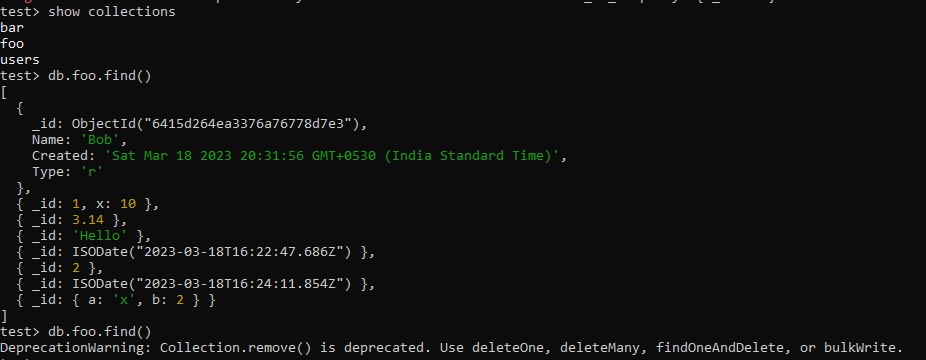 test> show collections
bar
foo
users
test> db.foo.find()
[
  {
    _id: ObjectId("6415d264ea3376a76778d7e3"),
    Name: 'Bob',
    Created: 'Sat Mar 18 2023 20:31:56 GMT+0530 (India Standard Time)',
    Type: 'r'
  },
  { _id: 1, x: 10 },
  { _id: 3.14 },
  { _id: 'Hello' },
  { _id: ISODate("2023-03-18T16:22:47.686Z") },
  { _id: 2 },
  { _id: ISODate("2023-03-18T16:24:11.854Z") },
  { _id: { a: 'x', b: 2 } }
]
test> db.foo.find()
DeprecationWarning: Collection.remove() is deprecated. Use deleteOne, deleteMany, findOneAndDelete, or bulkWrite.